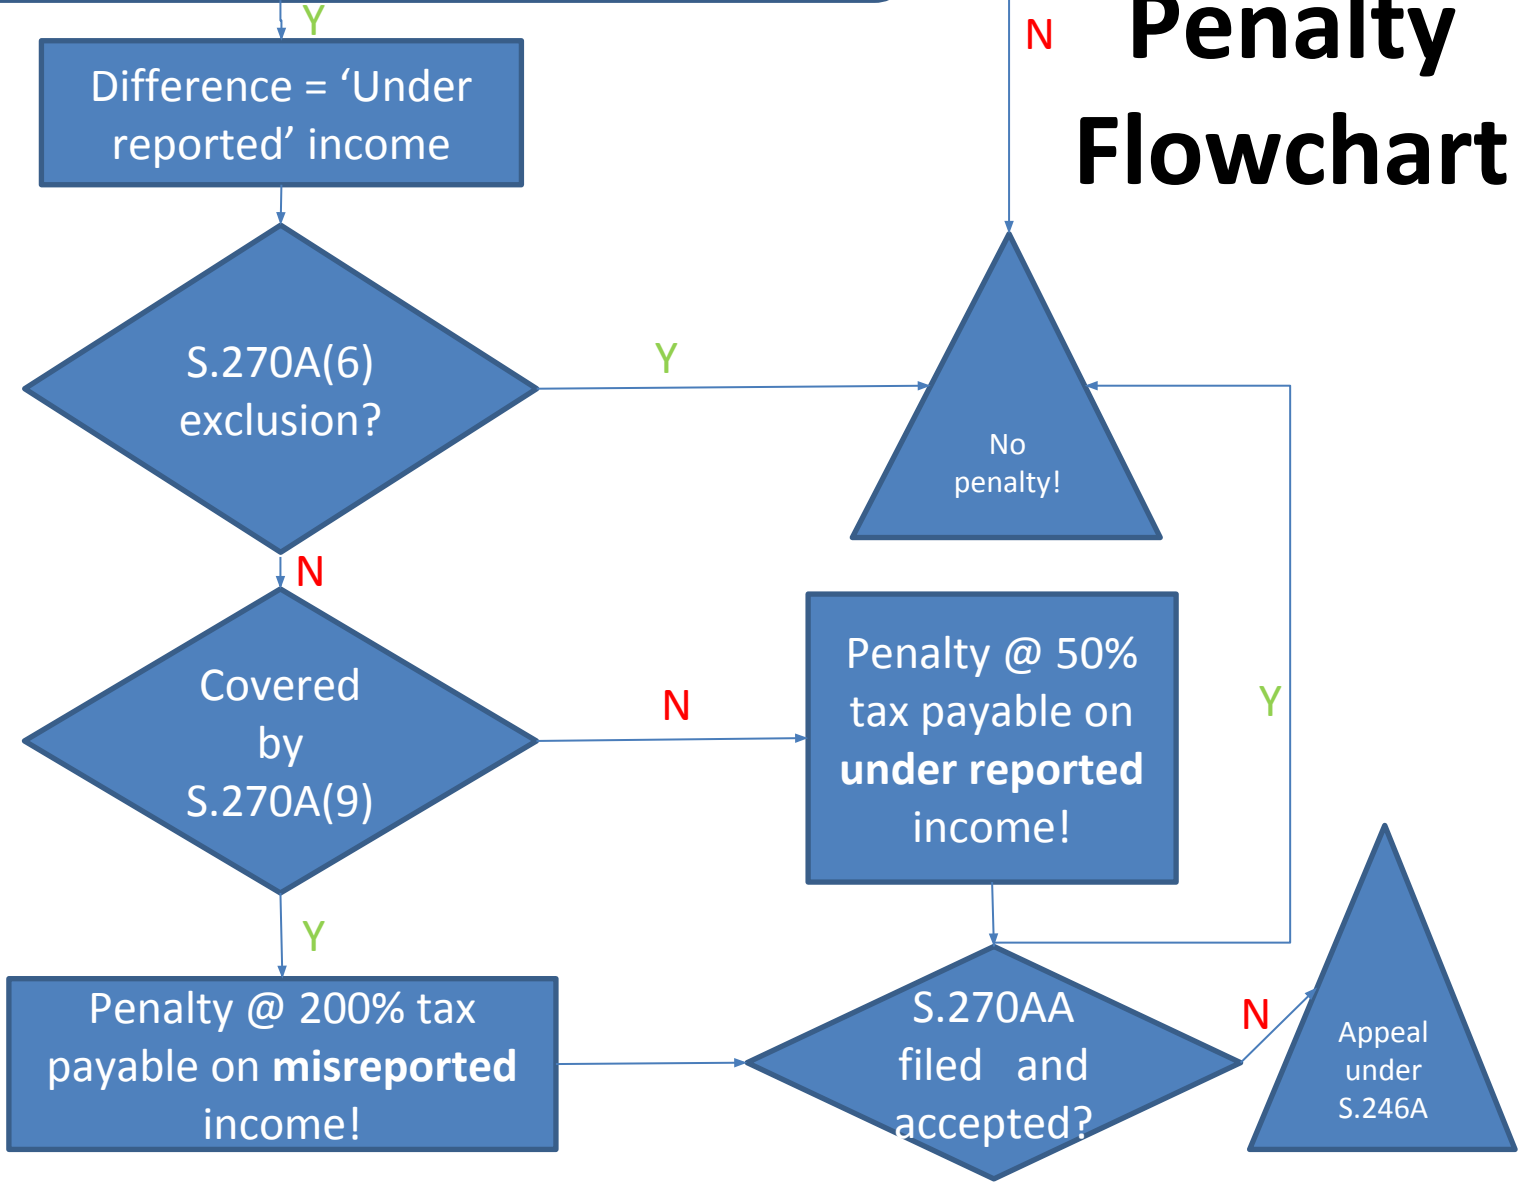 Penalty
Flowchart
Y
N
Difference = ‘Under
reported’ income
S.270A(6)
exclusion?
Y
No
penalty!
N
Covered
by
S.270A(9)
N
Penalty @ 50%
tax payable on
under reported
income!
Y
Y
Penalty @ 200% tax
payable on misreported
income!
S.270AA
filed and
accepted?
N
Appeal
under
S.246A